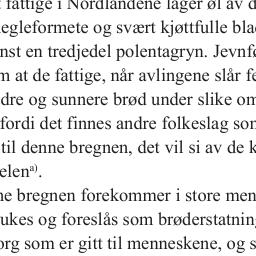 fattige i Nordlandene lager øl av d
egleformete og svært kjøttfulle bla
nst en tredjedel polentagryn. Jevnf
m at de fattige, når avlingene slår fe
dre og sunnere brød under slike om
fordi det finnes andre folkeslag som
til denne bregnen, det vil si av de k
elenª⁾.
ne bregnen forekommer i store men
ukes og foreslås som brøderstatnin
org som er gitt til menneskene, og s